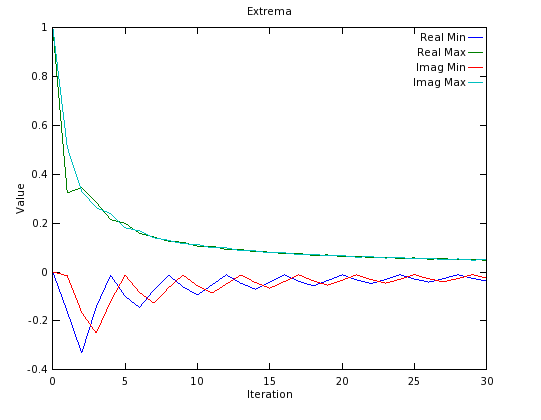 Extrema
1
0.8
0.6
0.4
0.2
0
-0.2
-0.4
Value
Real Min
Real Max
Imag Min
Imag Max
0 5 10 15 20 25 30
Iteration